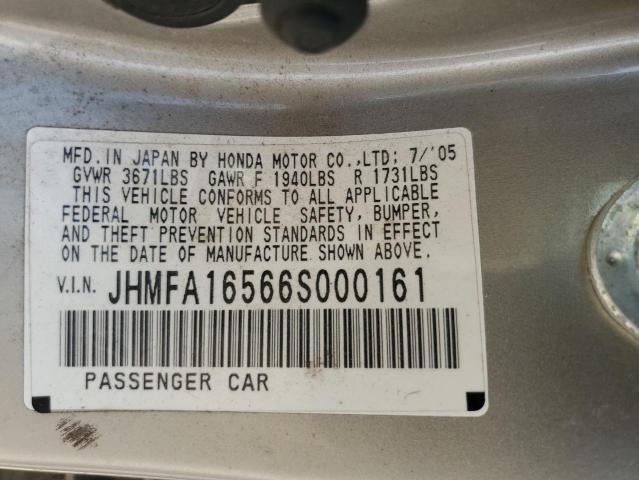 MFD. IN JAPAN BY HONDA MOTOR CO., LTD; 7/'05
GVWR 3671LBS GAWR F 1940LBS R 1731LBS
THIS VEHICLE CONFORMS TO ALL APPLICABLE
FEDERAL MOTOR VEHICLE SAFETY, BUMPER,
AND THEFT PREVENTION STANDARDS IN EFFECT
ON THE DATE OF MANUFACTURE SHOWN ABOVE.
V.I.N. JHMFA16566S000161
PASSENGER CAR